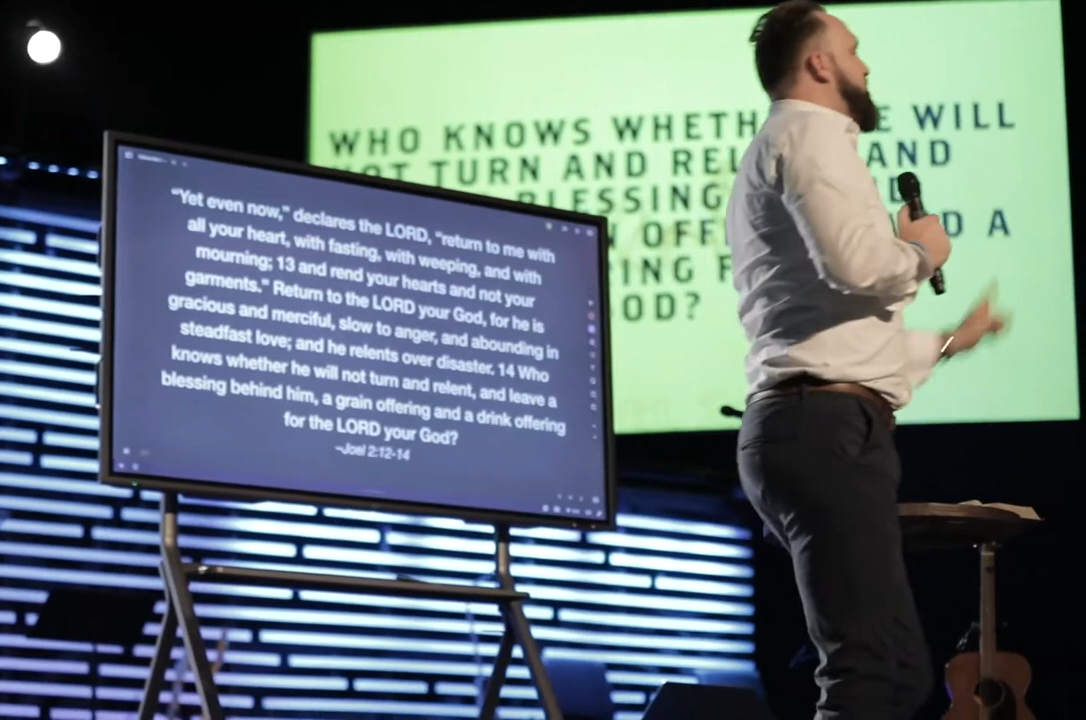 “Yet even now,” declares the LORD, “return to me with
all your heart, with fasting, with weeping, and with
mourning; 13 and rend your hearts and not your
garments.” Return to the LORD your God, for he is
gracious and merciful, slow to anger, and abounding in
steadfast love; and he relents over disaster. 14 Who
knows whether he will not turn and relent, and leave a
blessing behind him, a grain offering and a drink offering
for the LORD your God?
–Joel 2:12-14
WHO KNOWS WHETH E WILL
NOT TURN AND REL AND
BLESSING
OFF D A
RING F
OD?